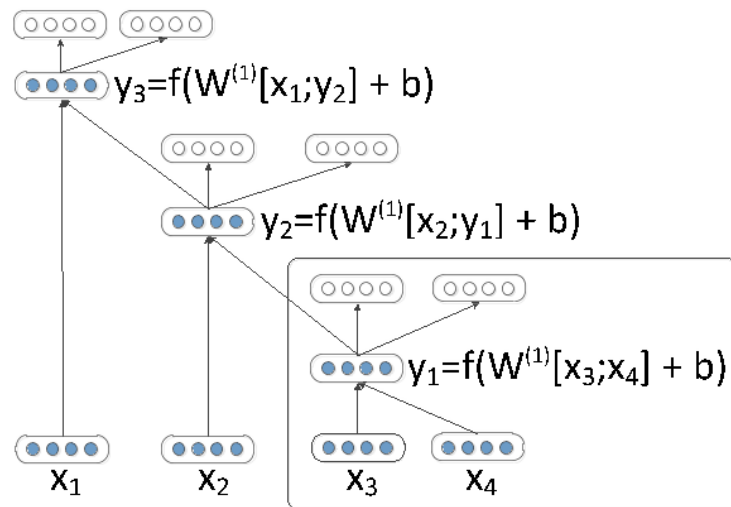 y₃=f(W⁽¹⁾[x₁;y₂] + b)
y₂=f(W⁽¹⁾[x₂;y₁] + b)
y₁=f(W⁽¹⁾[x₃;x₄] + b)
x₁ x₂ x₃ x₄